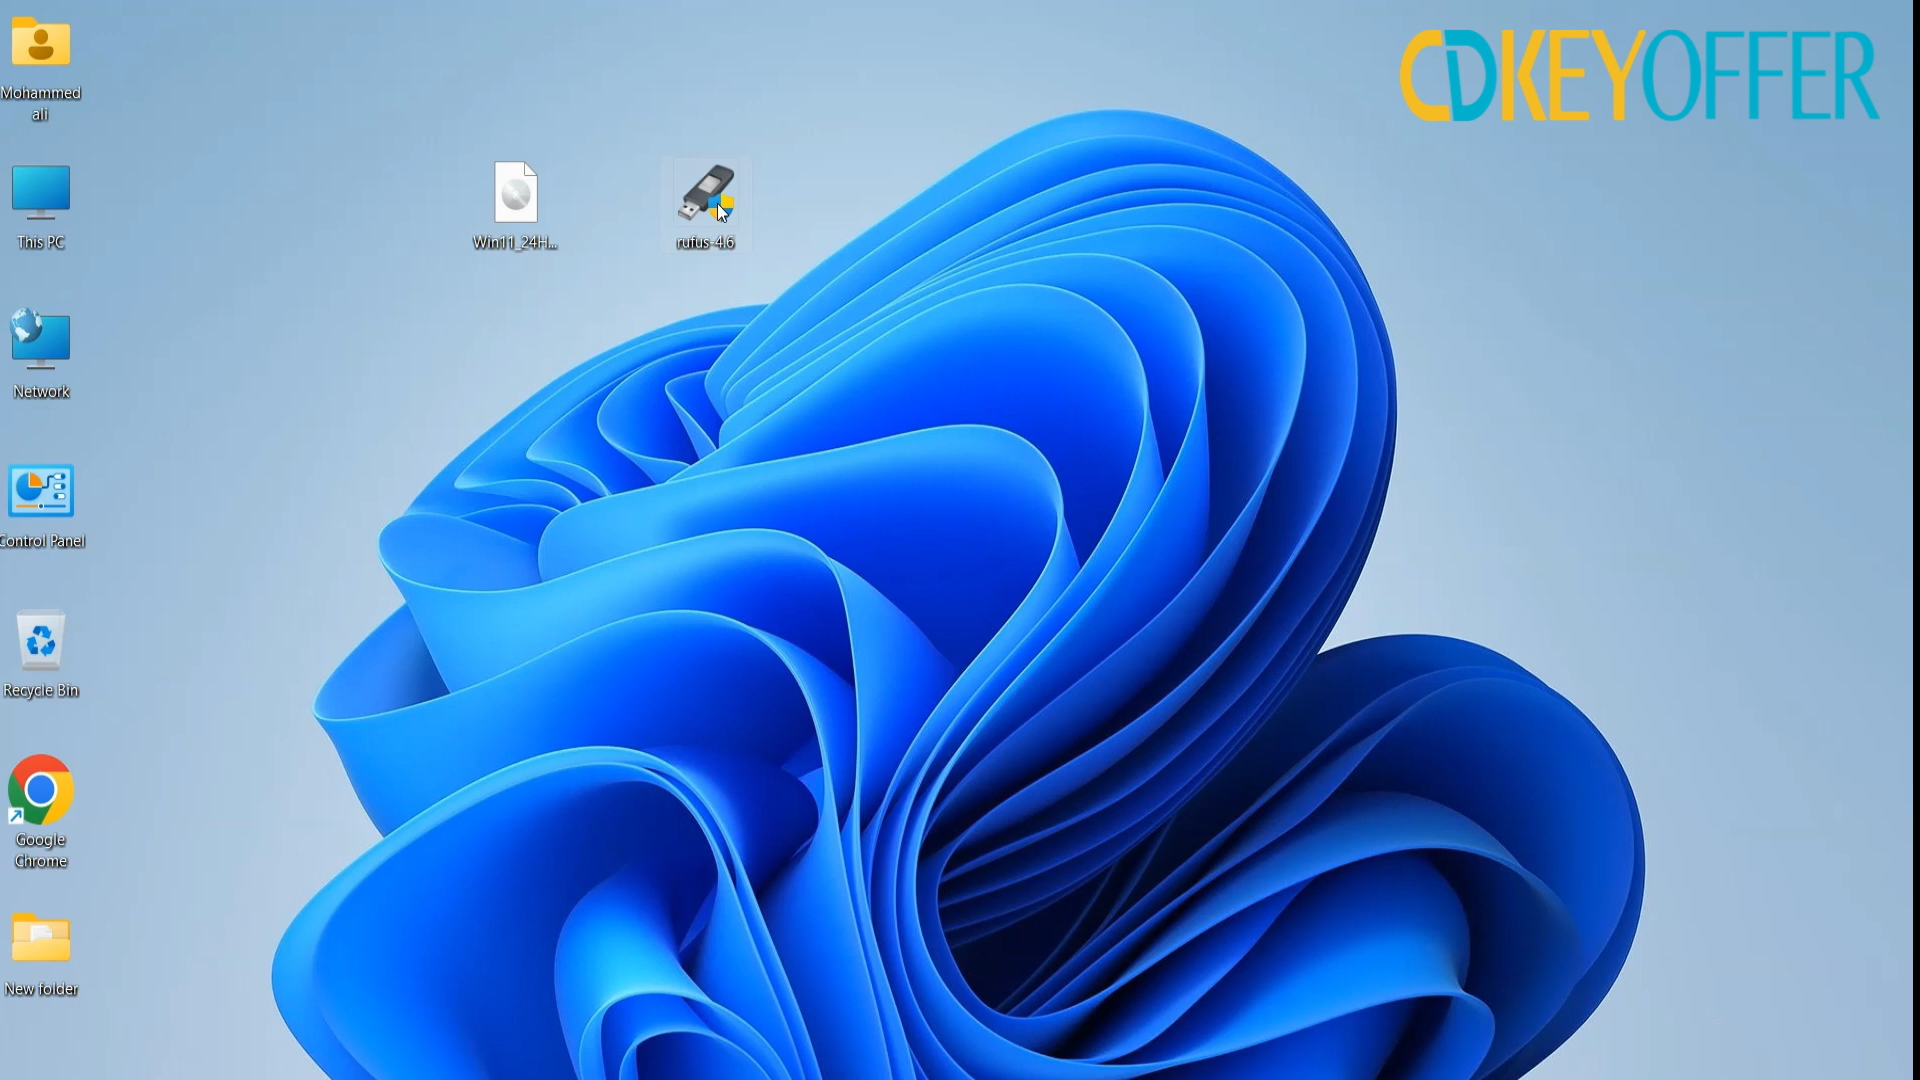 CDKEYOFFER
Mohammed
ali
Win11_24H...
rufus-4.6
This PC
Network
Control Panel
Recycle Bin
Google
Chrome
New folder